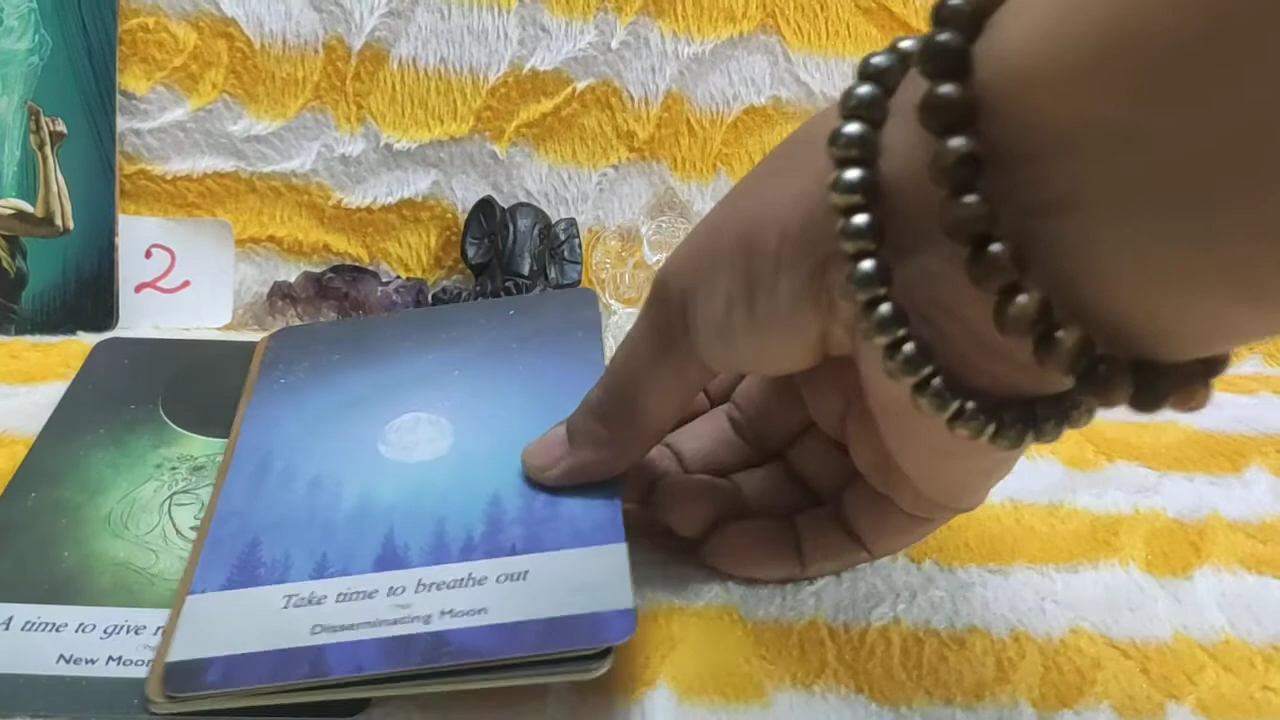 2
Take time to breathe out
Disseminating Moon
A time to give
New Moon